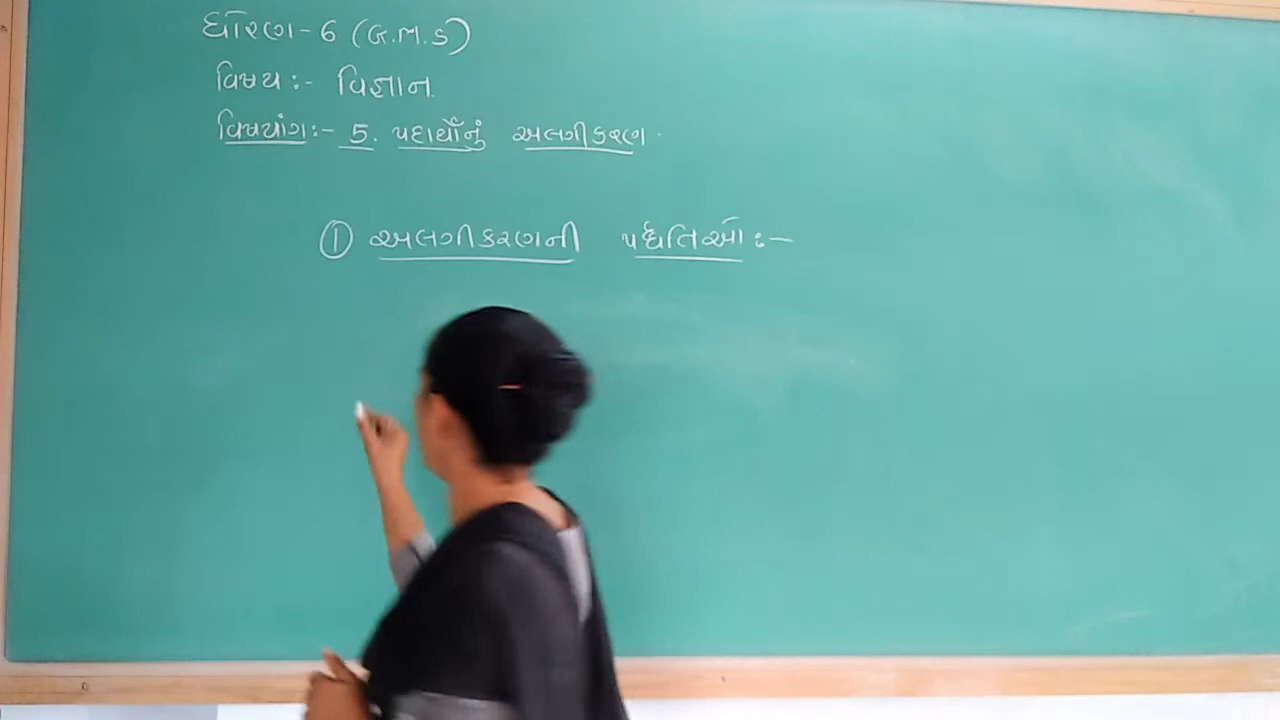 ધોરણ-6 (G.M.S)
વિષય :- વિજ્ઞાન.
વિષયાંગ:- 5. પદાર્થોનું અલગીકરણ.
① અલગીકરણની પદ્ધતિઓ :-